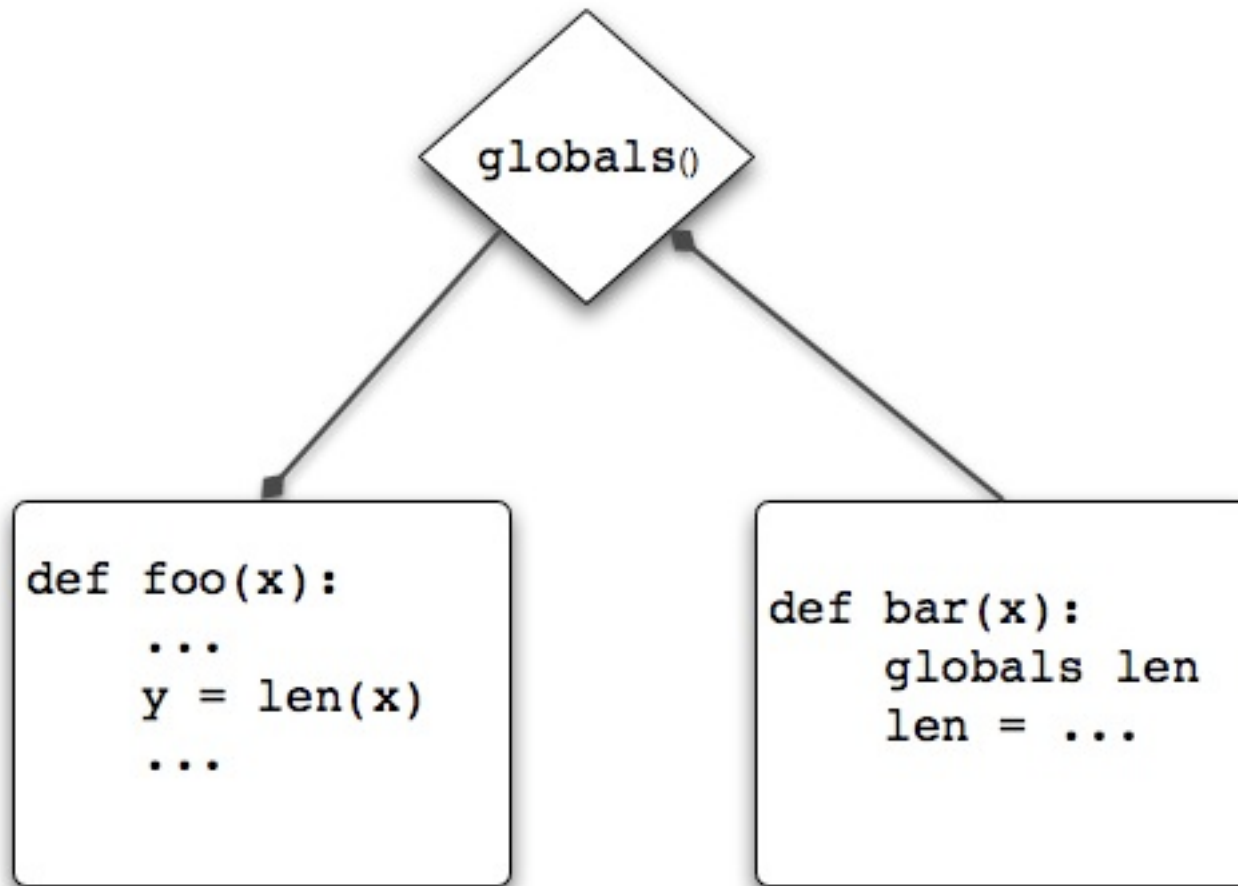 globals()
def foo(x):
...
y = len(x)
...
def bar(x):
globals len
len = ...